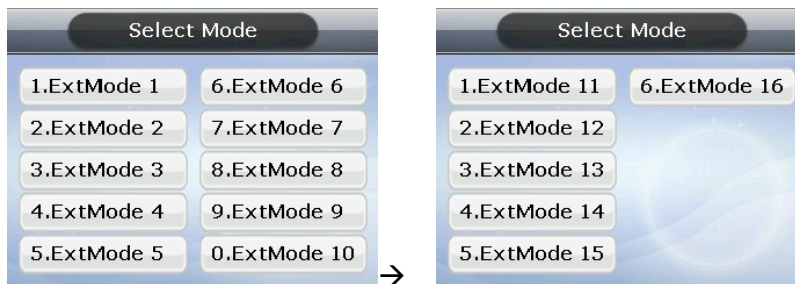 Select Mode
1.ExtMode 1
2.ExtMode 2
3.ExtMode 3
4.ExtMode 4
5.ExtMode 5
6.ExtMode 6
7.ExtMode 7
8.ExtMode 8
9.ExtMode 9
0.ExtMode 10
→
Select Mode
1.ExtMode 11
2.ExtMode 12
3.ExtMode 13
4.ExtMode 14
5.ExtMode 15
6.ExtMode 16